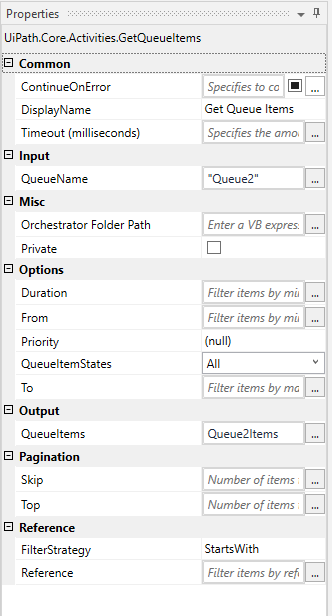 Properties
UiPath.Core.Activities.GetQueueItems
Common
ContinueOnError Specifies to co ...
DisplayName Get Queue Items
Timeout (milliseconds) Specifies the amou ...
Input
QueueName "Queue2" ...
Misc
Orchestrator Folder Path Enter a VB express ...
Private
Options
Duration Filter items by mi ...
From Filter items by mi ...
Priority (null)
QueueItemStates All
To Filter items by ma ...
Output
QueueItems Queue2Items ...
Pagination
Skip Number of items ...
Top Number of items ...
Reference
FilterStrategy StartsWith
Reference Filter items by refe ...